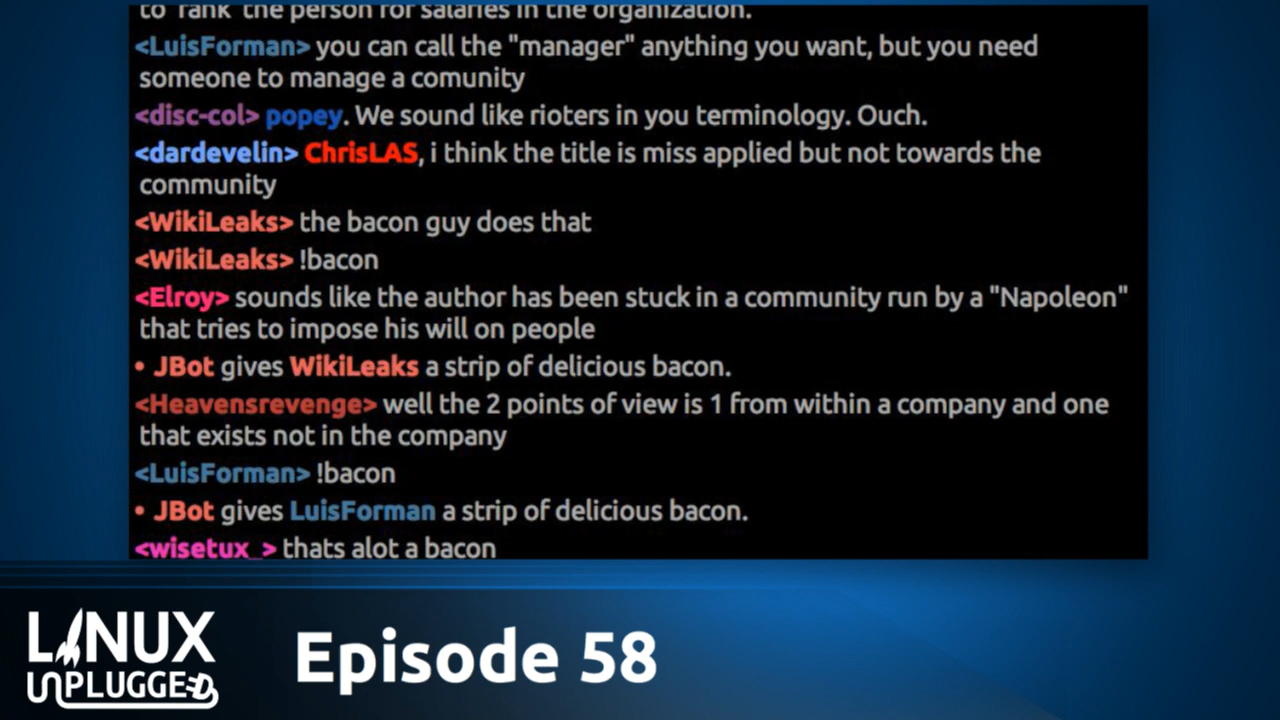 to "rank" the person for salaries in the organization.
<LuisForman> you can call the "manager" anything you want, but you need
someone to manage a comunity
<disc-col> popey. We sound like rioters in you terminology. Ouch.
<dardevelin> ChrisLAS, i think the title is miss applied but not towards the
community
<WikiLeaks> the bacon guy does that
<WikiLeaks> !bacon
<Elroy> sounds like the author has been stuck in a community run by a "Napoleon"
that tries to impose his will on people
• JBot gives WikiLeaks a strip of delicious bacon.
<Heavensrevenge> well the 2 points of view is 1 from within a company and one
that exists not in the company
<LuisForman> !bacon
• JBot gives LuisForman a strip of delicious bacon.
<wisetux_> thats alot a bacon
LINUX
UNPLUGGED
Episode 58